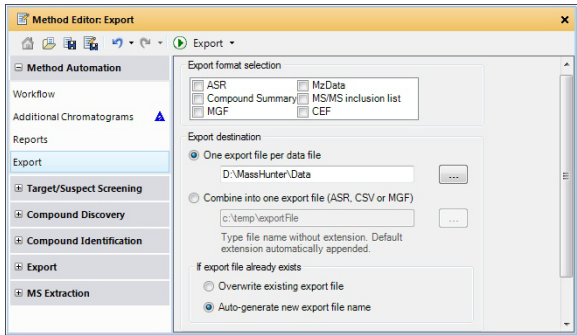 Method Editor: Export
Export
Method Automation
Workflow
Additional Chromatograms
Reports
Export
Target/Suspect Screening
Compound Discovery
Compound Identification
Export
MS Extraction
Export format selection
ASR MzData
Compound Summary MS/MS inclusion list
MGF CEF
Export destination
One export file per data file
D:\MassHunter\Data ...
Combine into one export file (ASR, CSV or MGF)
c:\temp\exportFile ...
Type file name without extension. Default
extension automatically appended.
If export file already exists
Overwrite existing export file
Auto-generate new export file name